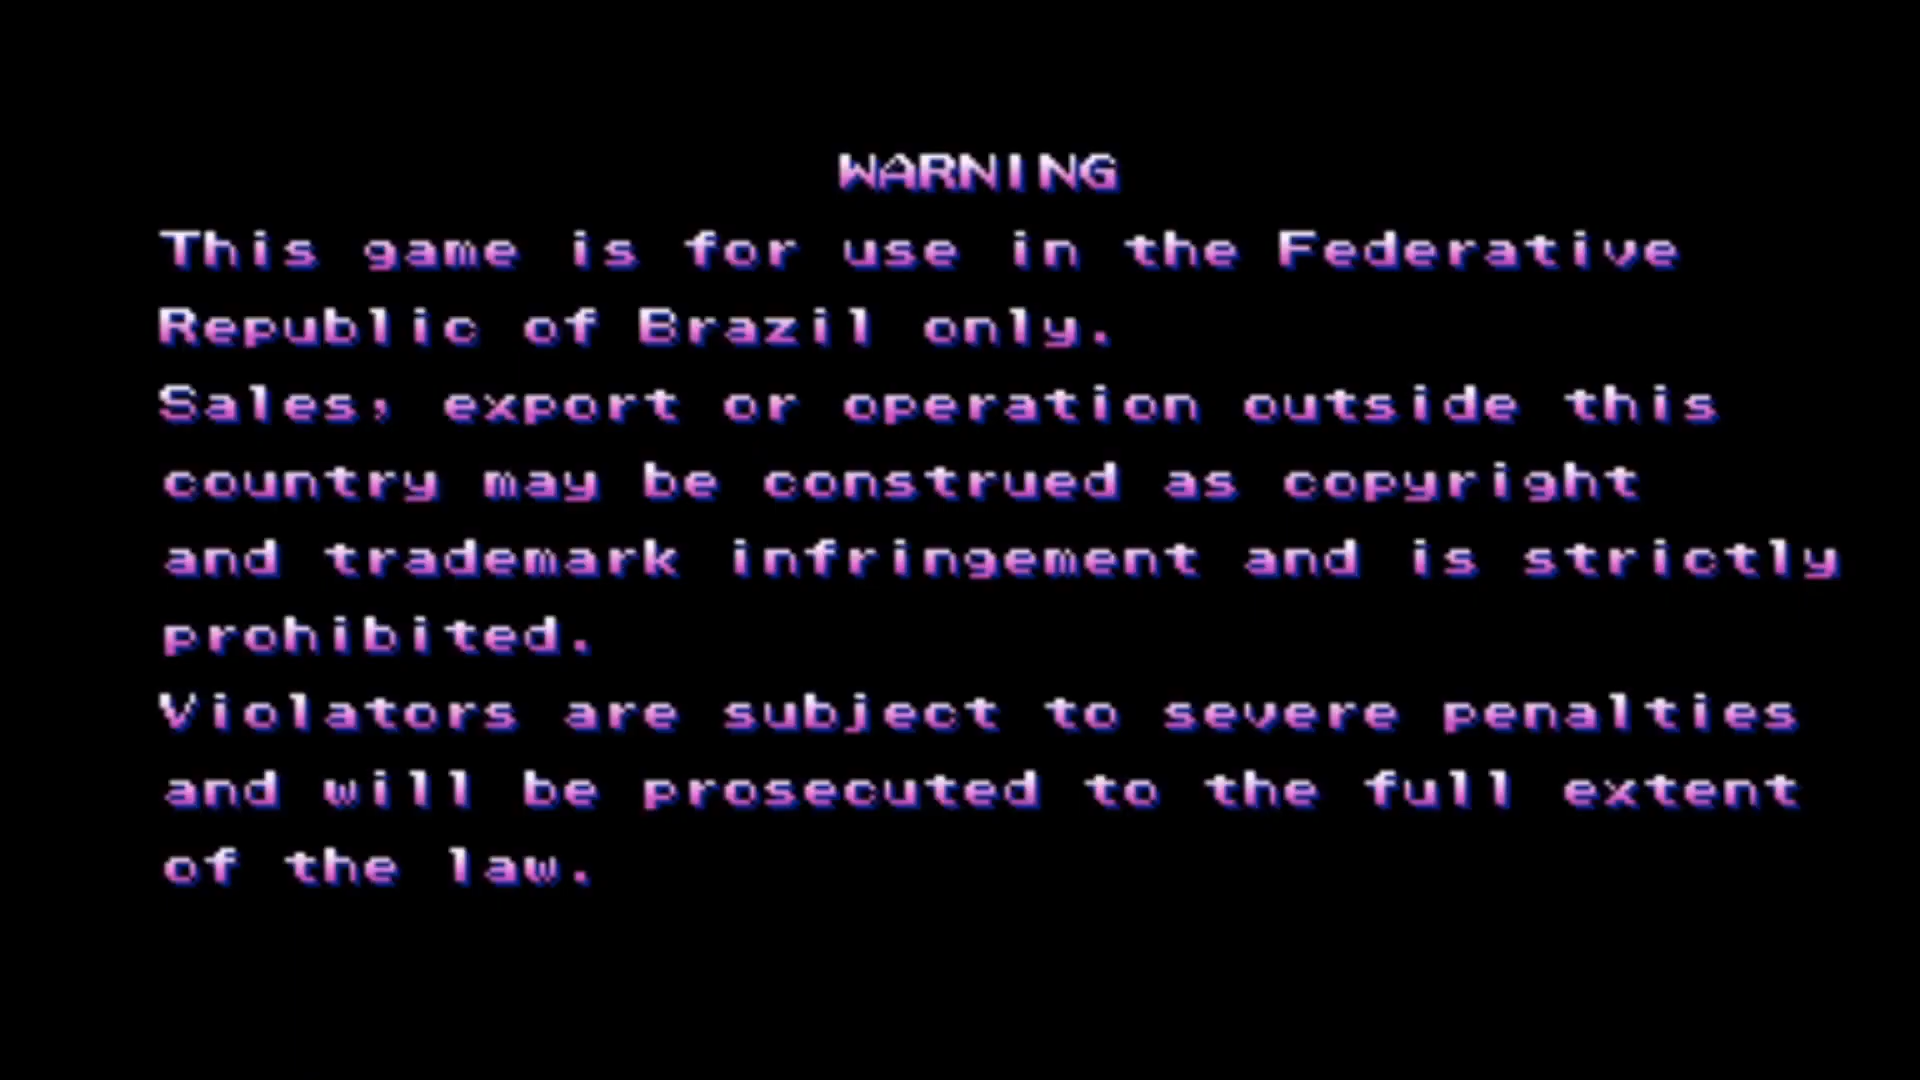 WARNING
This game is for use in the Federative
Republic of Brazil only.
Sales, export or operation outside this
country may be construed as copyright
and trademark infringement and is strictly
prohibited.
Violators are subject to severe penalties
and will be prosecuted to the full extent
of the law.